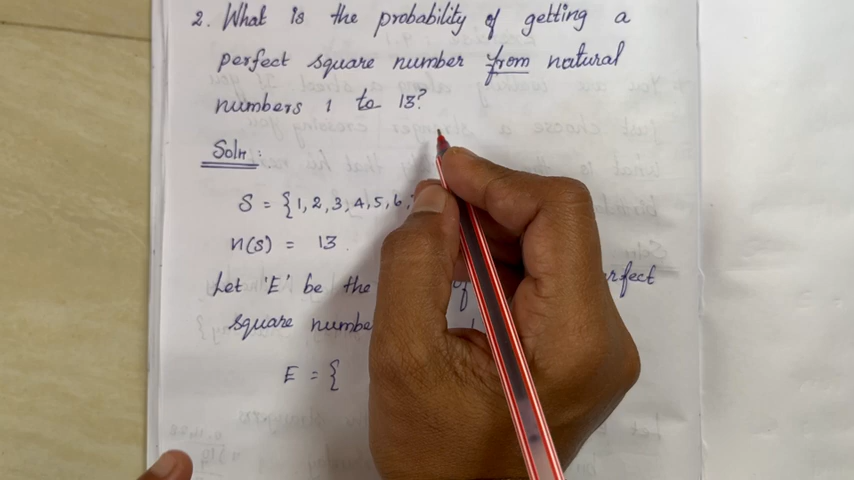 2. What is the probability of getting a
perfect square number from natural
numbers 1 to 13?
Soln :
S = {1, 2, 3, 4, 5, 6,
n(s) = 13.
Let 'E' be the of
square
E = {